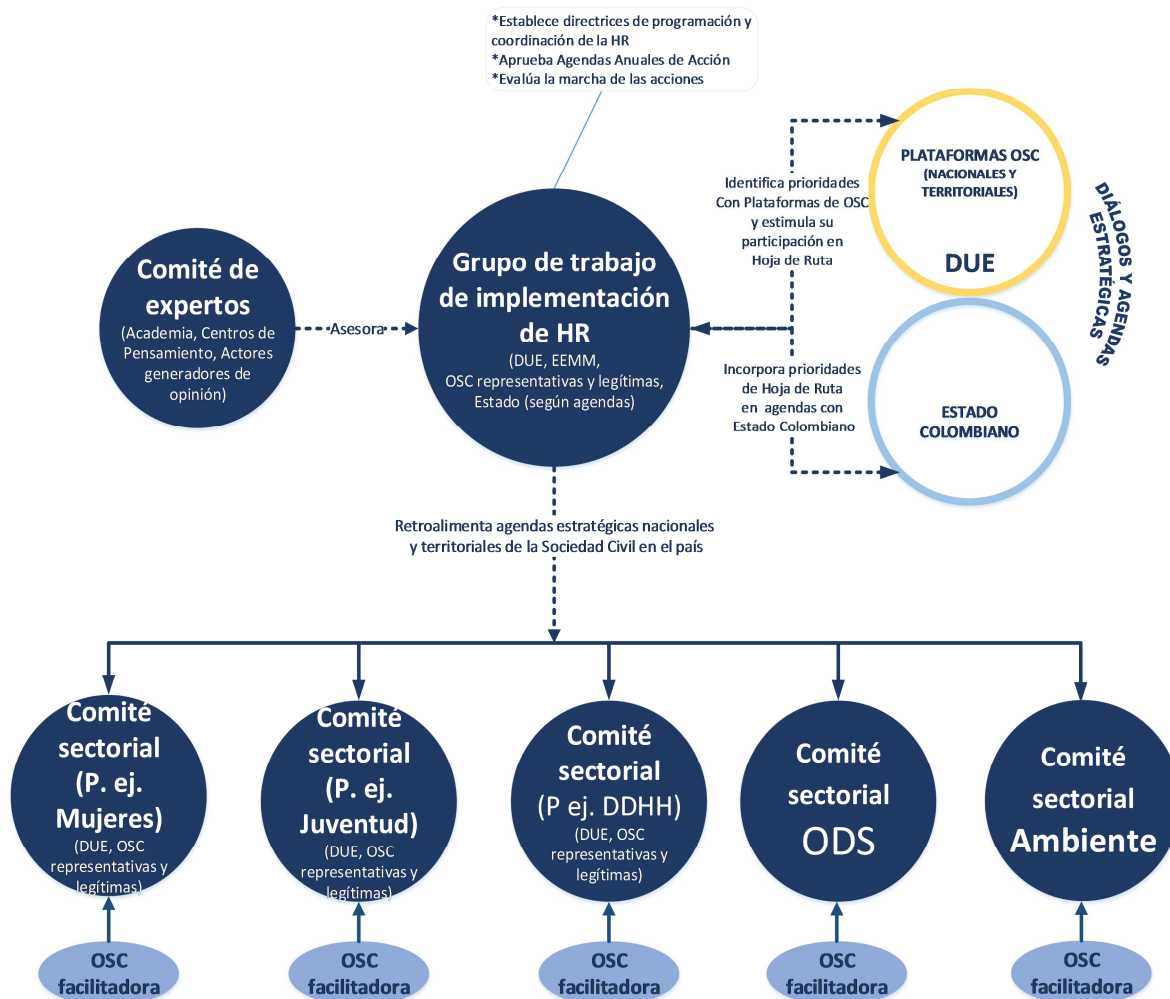 *Establece directrices de programación y
coordinación de la HR
*Aprueba Agendas Anuales de Acción
*Evalúa la marcha de las acciones
PLATAFORMAS OSC
(NACIONALES Y
TERRITORIALES)
DUE
DIÁLOGOS Y AGENDAS
ESTRATÉGICAS
Identifica prioridades
Con Plataformas de OSC
y estimula su
participación en
Hoja de Ruta
Comité de
expertos
(Academia, Centros de
Pensamiento, Actores
generadores de
opinión)
Asesora
Grupo de trabajo
de implementación
de HR
(DUE, EEMM,
OSC representativas y legítimas,
Estado (según agendas)
Incorpora prioridades
de Hoja de Ruta
en agendas con
Estado Colombiano
ESTADO
COLOMBIANO
Retroalimenta agendas estratégicas nacionales
y territoriales de la Sociedad Civil en el país
Comité
sectorial
(P. ej.
Mujeres)
(DUE, OSC
representativas y
legítimas)
Comité
sectorial
(P. ej.
Juventud)
(DUE, OSC
representativas y
legítimas)
Comité
sectorial
(P ej. DDHH)
(DUE, OSC
representativas y
legítimas)
Comité
sectorial
ODS
Comité
sectorial
Ambiente
OSC
facilitadora
OSC
facilitadora
OSC
facilitadora
OSC
facilitadora
OSC
facilitadora